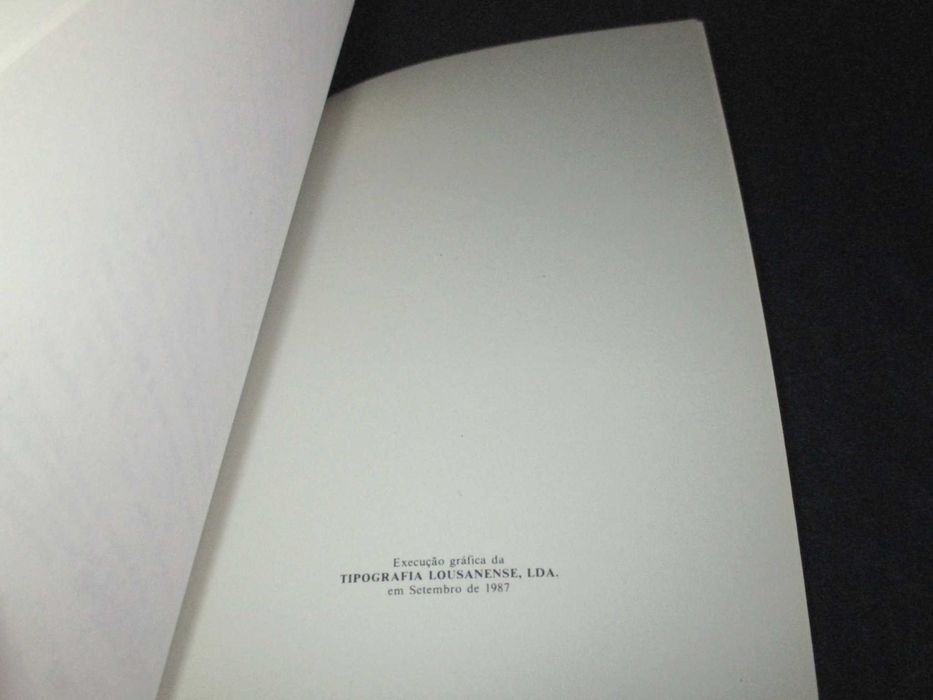 Execução gráfica da
TIPOGRAFIA LOUSANENSE, LDA.
em Setembro de 1987